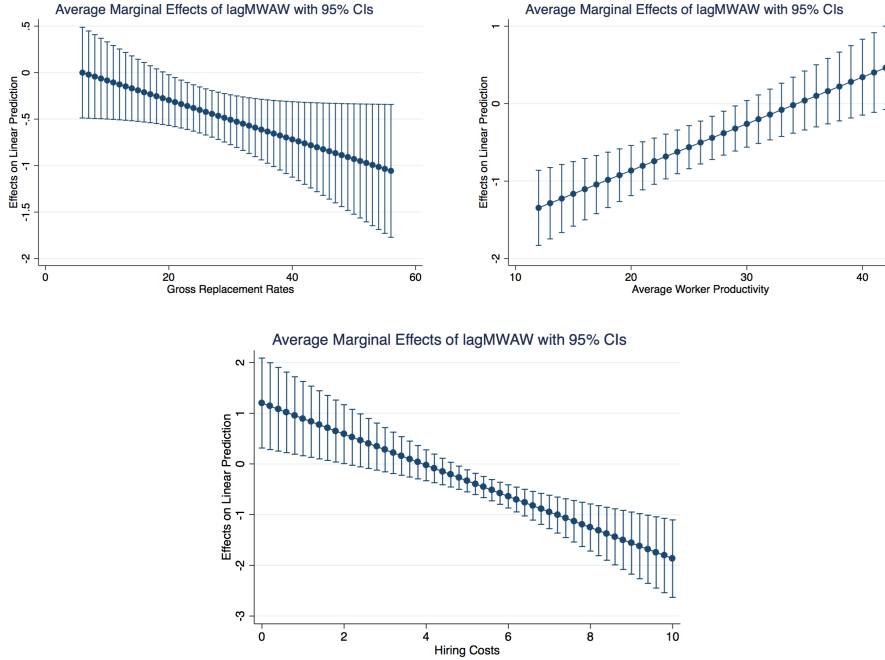 Average Marginal Effects of lagMWAW with 95% CIs
Effects on Linear Prediction
.5
0
-.5
-1
-1.5
-2
0 20 40 60
Gross Replacement Rates
Average Marginal Effects of lagMWAW with 95% CIs
Effects on Linear Prediction
1
0
-1
-2
10 20 30 40
Average Worker Productivity
Average Marginal Effects of lagMWAW with 95% CIs
Effects on Linear Prediction
2
1
0
-1
-2
-3
0 2 4 6 8 10
Hiring Costs